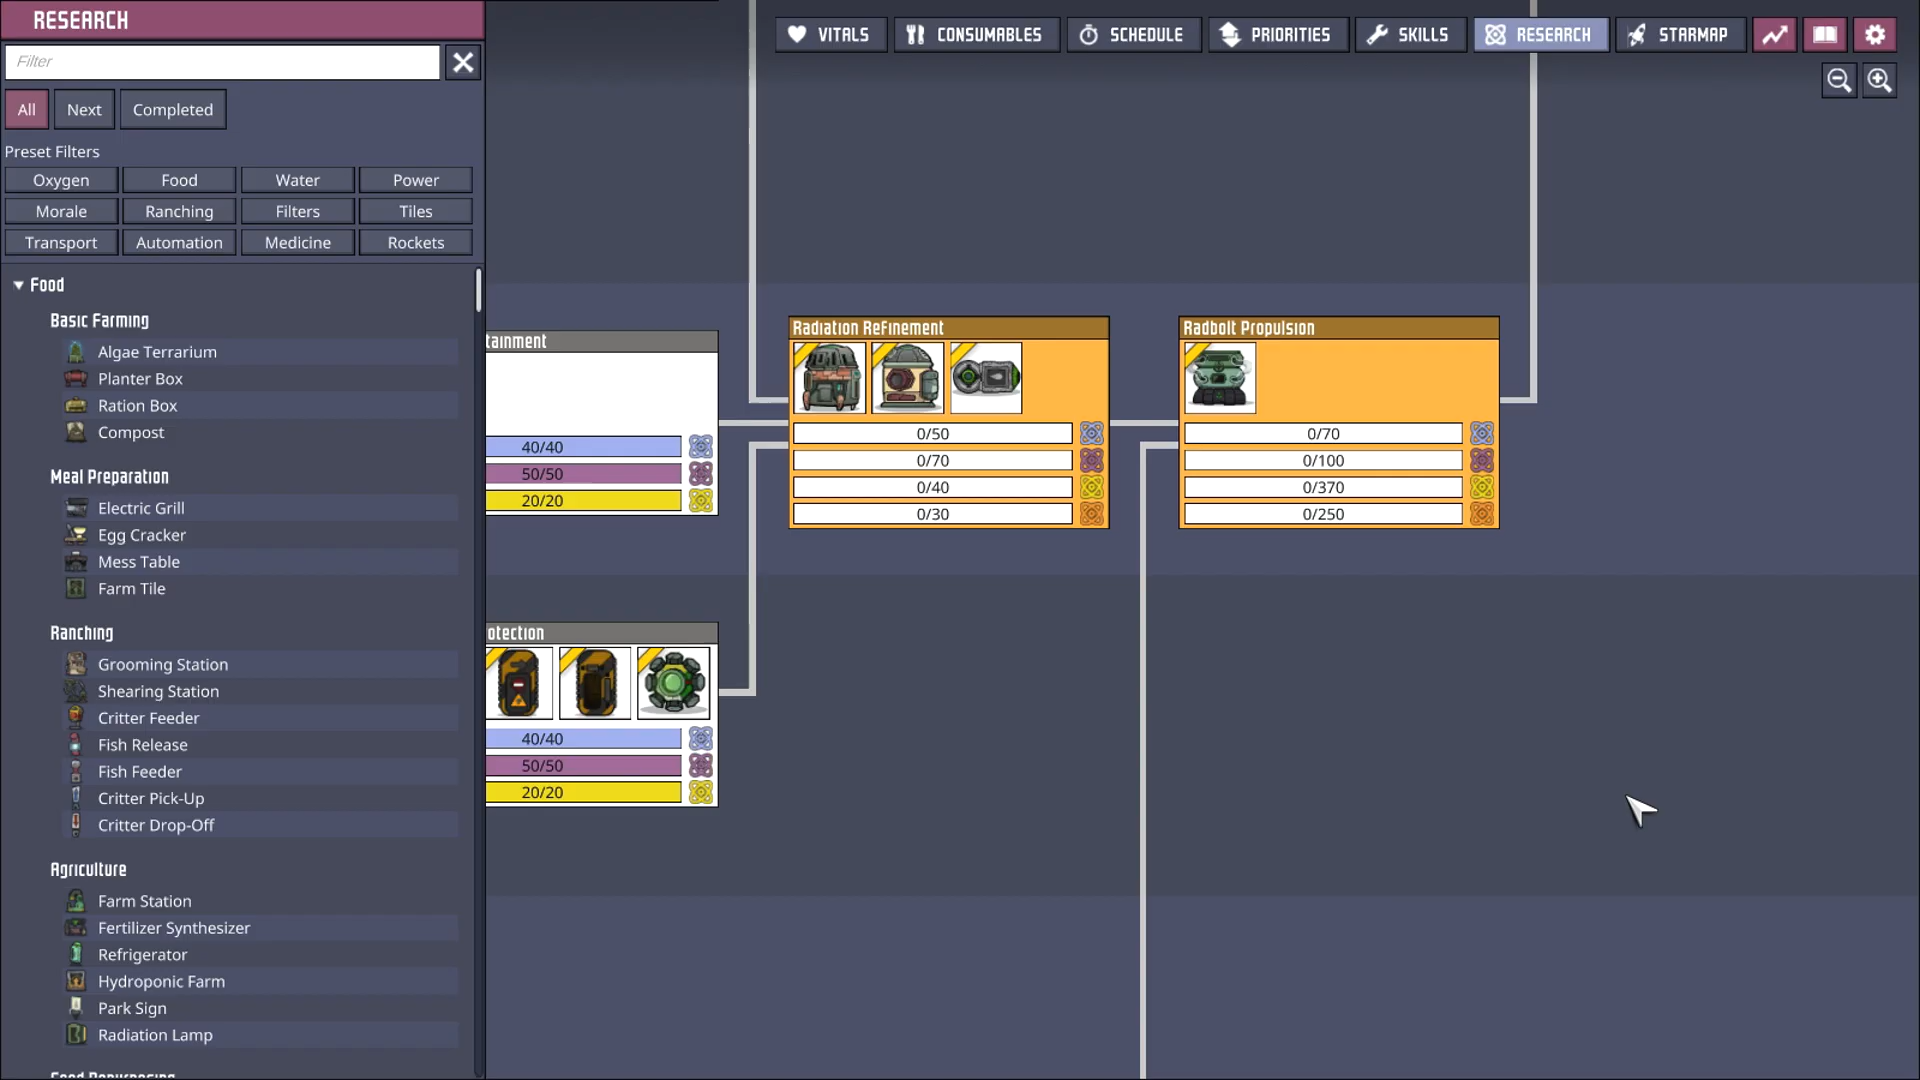 RESEARCH
VITALS
CONSUMABLES
SCHEDULE
PRIORITIES
SKILLS
RESEARCH
STARMAP
Filter
All
Next
Completed
Preset Filters
Oxygen
Food
Water
Power
Morale
Ranching
Filters
Tiles
Transport
Automation
Medicine
Rockets
Food
Basic Farming
Algae Terrarium
Planter Box
Ration Box
Compost
Meal Preparation
Electric Grill
Egg Cracker
Mess Table
Farm Tile
Ranching
Grooming Station
Shearing Station
Critter Feeder
Fish Release
Fish Feeder
Critter Pick-Up
Critter Drop-Off
Agriculture
Farm Station
Fertilizer Synthesizer
Refrigerator
Hydroponic Farm
Park Sign
Radiation Lamp
tainment
40/40
50/50
20/20
Radiation Refinement
0/50
0/70
0/40
0/30
Radbolt Propulsion
0/70
0/100
0/370
0/250
otection
40/40
50/50
20/20